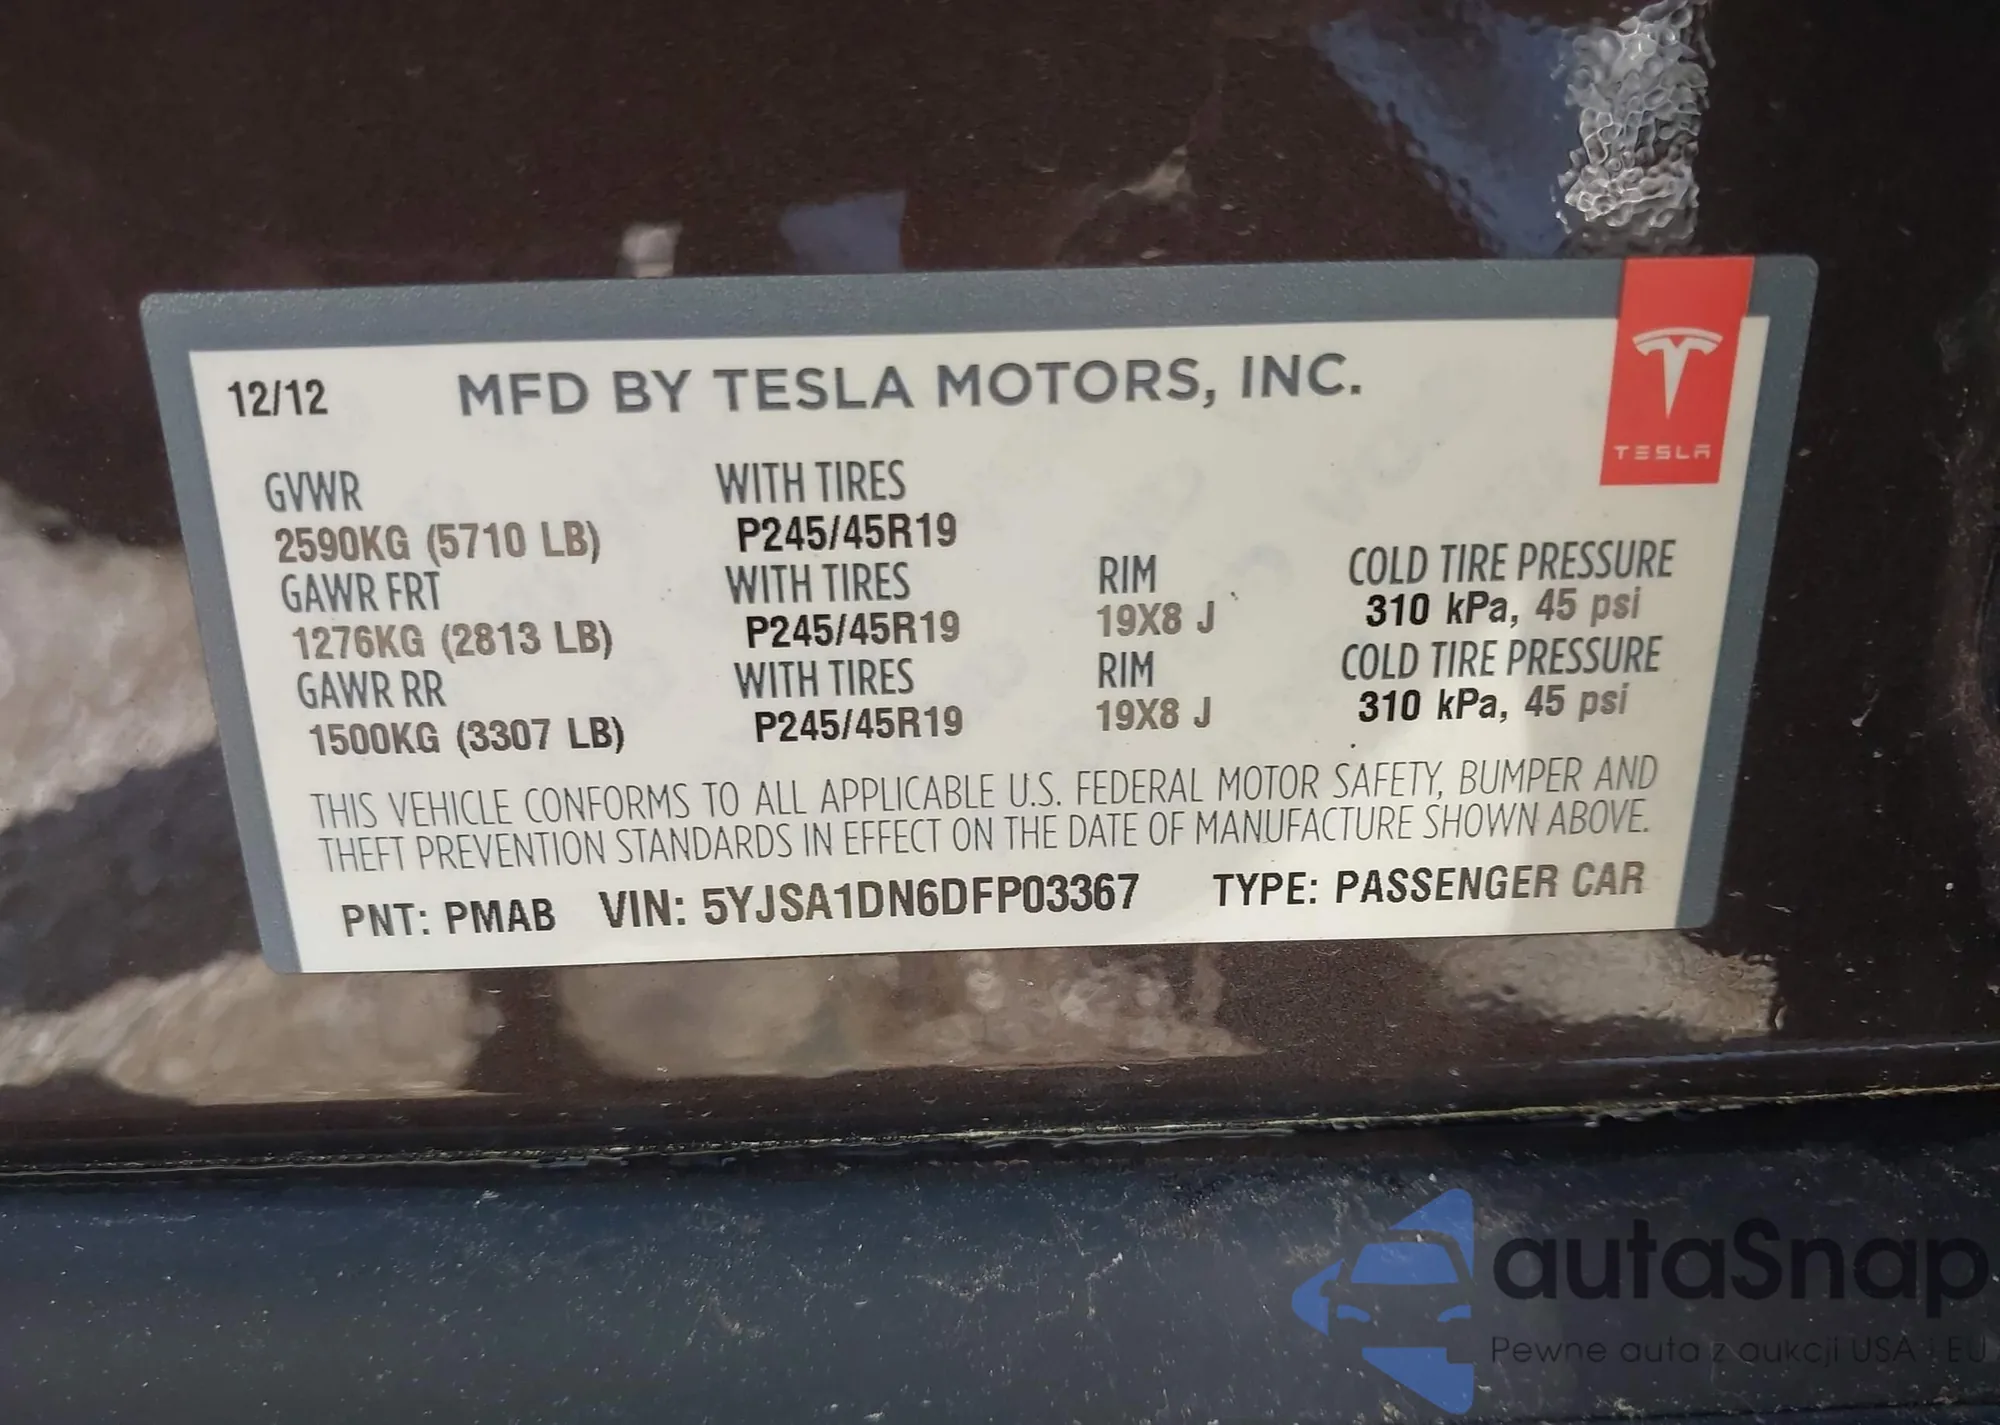 12/12 MFD BY TESLA MOTORS, INC.
TESLA
GVWR WITH TIRES
2590KG (5710 LB) P245/45R19
GAWR FRT WITH TIRES RIM COLD TIRE PRESSURE
1276KG (2813 LB) P245/45R19 19X8 J 310 kPa, 45 psi
GAWR RR WITH TIRES RIM COLD TIRE PRESSURE
1500KG (3307 LB) P245/45R19 19X8 J 310 kPa, 45 psi
THIS VEHICLE CONFORMS TO ALL APPLICABLE U.S. FEDERAL MOTOR SAFETY, BUMPER AND
THEFT PREVENTION STANDARDS IN EFFECT ON THE DATE OF MANUFACTURE SHOWN ABOVE.
PNT: PMAB VIN: 5YJSA1DN6DFP03367 TYPE: PASSENGER CAR
autaSnap
Pewne auta z aukcji USA i EU